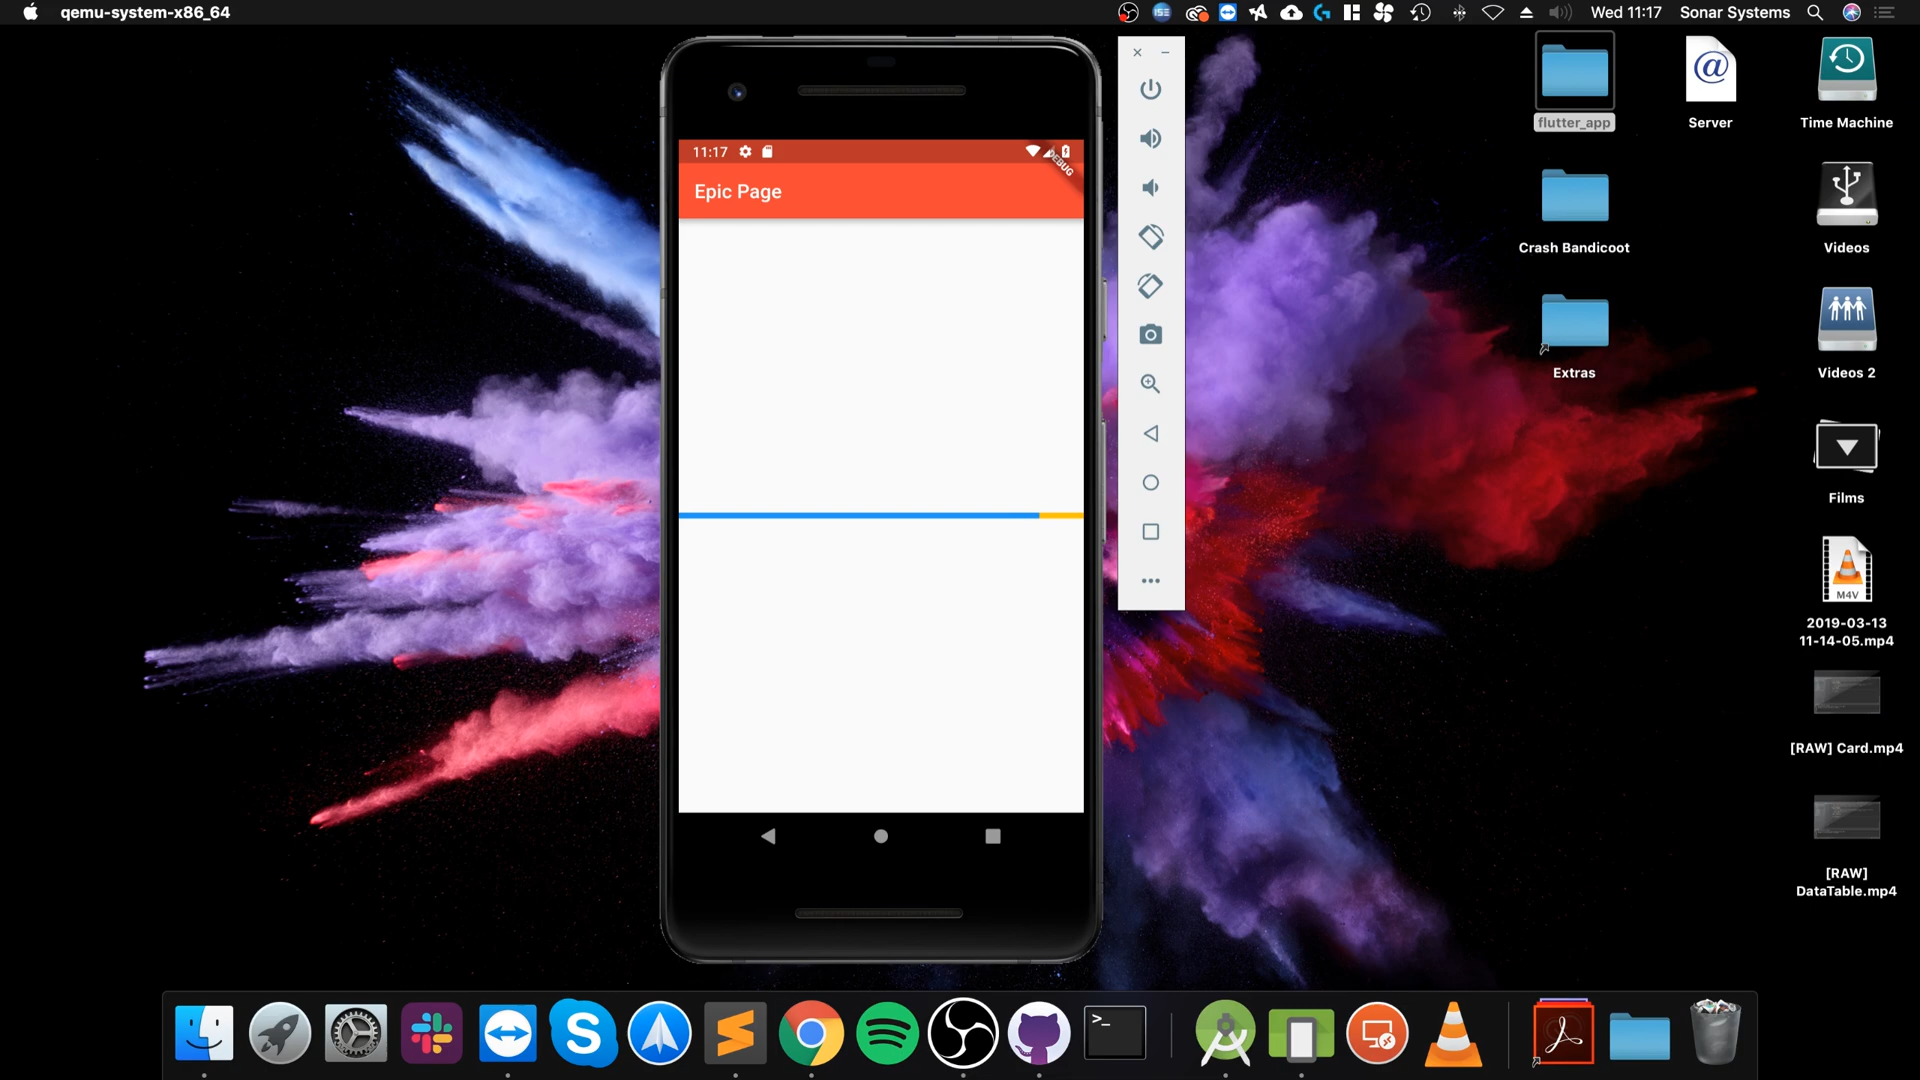 qemu-system-x86_64
ISE
Wed 11:17
Sonar Systems
11:17
DEBUG
Epic Page
flutter_app
Server
Time Machine
Crash Bandicoot
Videos
Extras
Videos 2
Films
M4V
2019-03-13
11-14-05.mp4
[RAW] Card.mp4
[RAW]
DataTable.mp4
S
>_